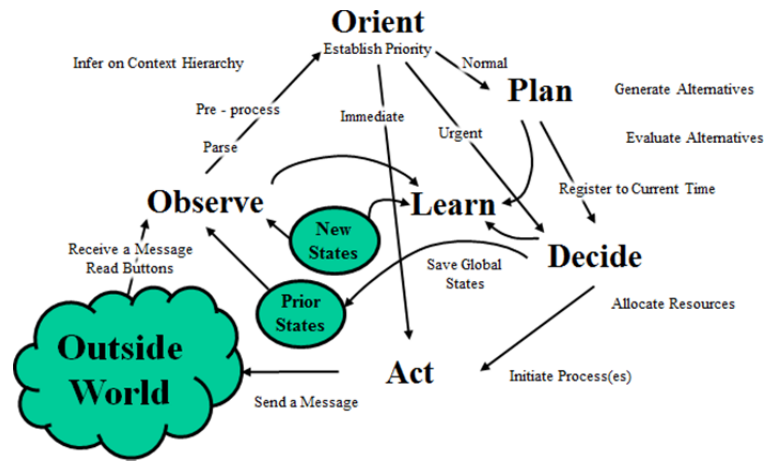 Orient
Establish Priority
Infer on Context Hierarchy
Normal
Plan
Generate Alternatives
Pre - process
Immediate
Urgent
Evaluate Alternatives
Parse
Observe
Learn
Register to Current Time
New
States
Receive a Message
Read Buttons
Save Global
States
Decide
Prior
States
Allocate Resources
Outside
World
Act
Initiate Process(es)
Send a Message